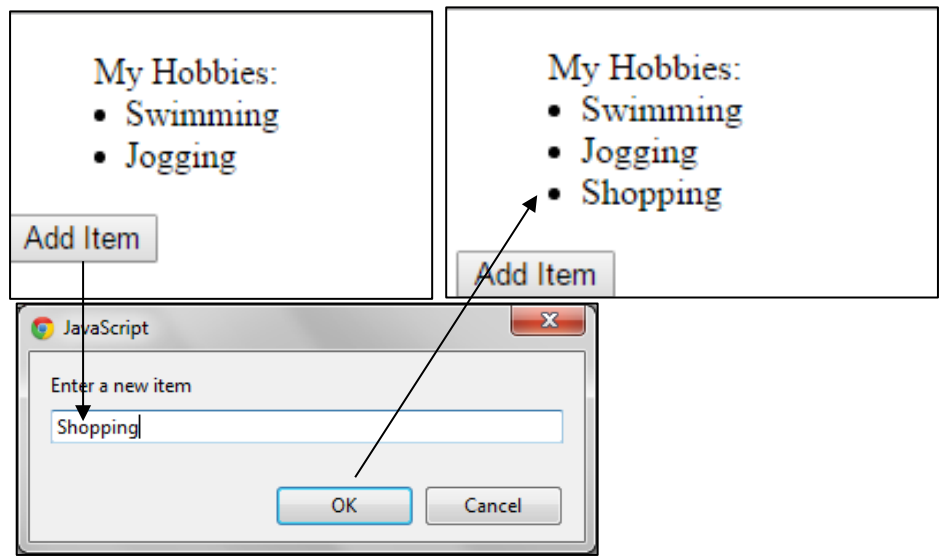 My Hobbies:
• Swimming
• Jogging
Add Item
My Hobbies:
• Swimming
• Jogging
• Shopping
Add Item
JavaScript
Enter a new item
Shopping
OK Cancel